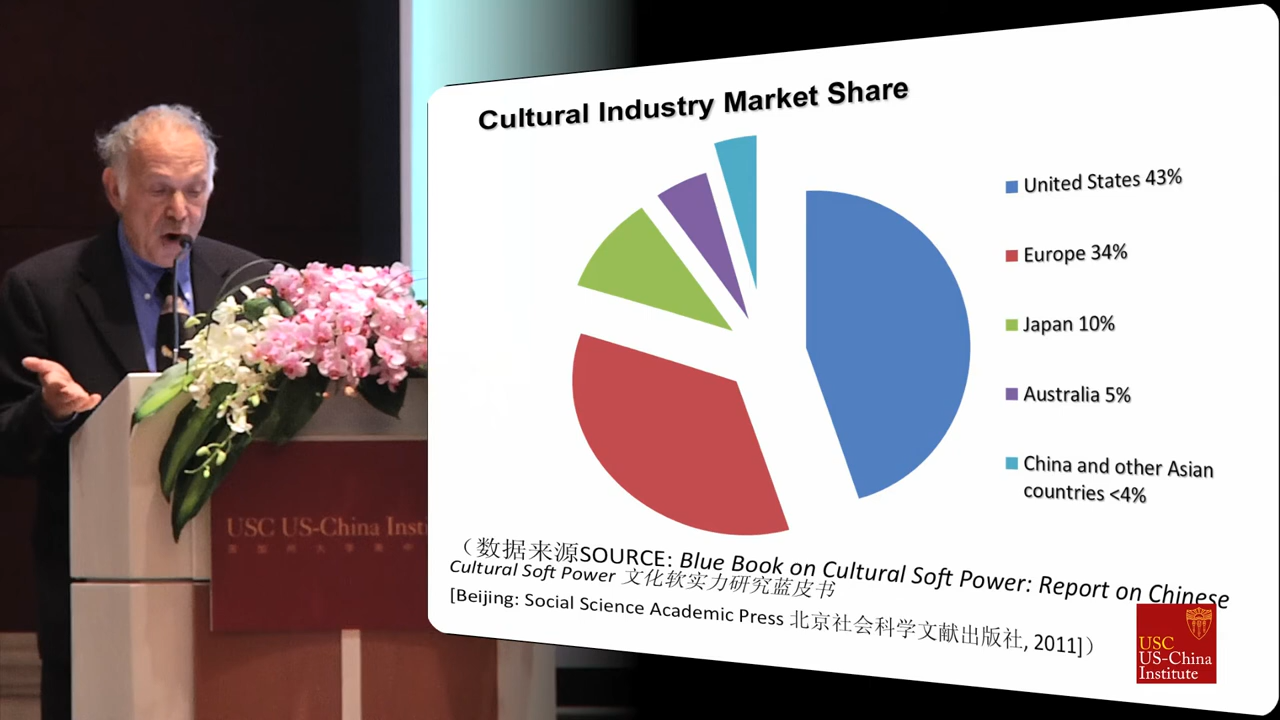 Cultural Industry Market Share
United States 43%
Europe 34%
Japan 10%
Australia 5%
China and other Asian
countries <4%
（数据来源SOURCE: Blue Book on Cultural Soft Power: Report on Chinese
Cultural Soft Power 文化软实力研究蓝皮书
[Beijing: Social Science Academic Press 北京社会科学文献出版社, 2011]）
USC US-China Insti
USC
US-China
Institute